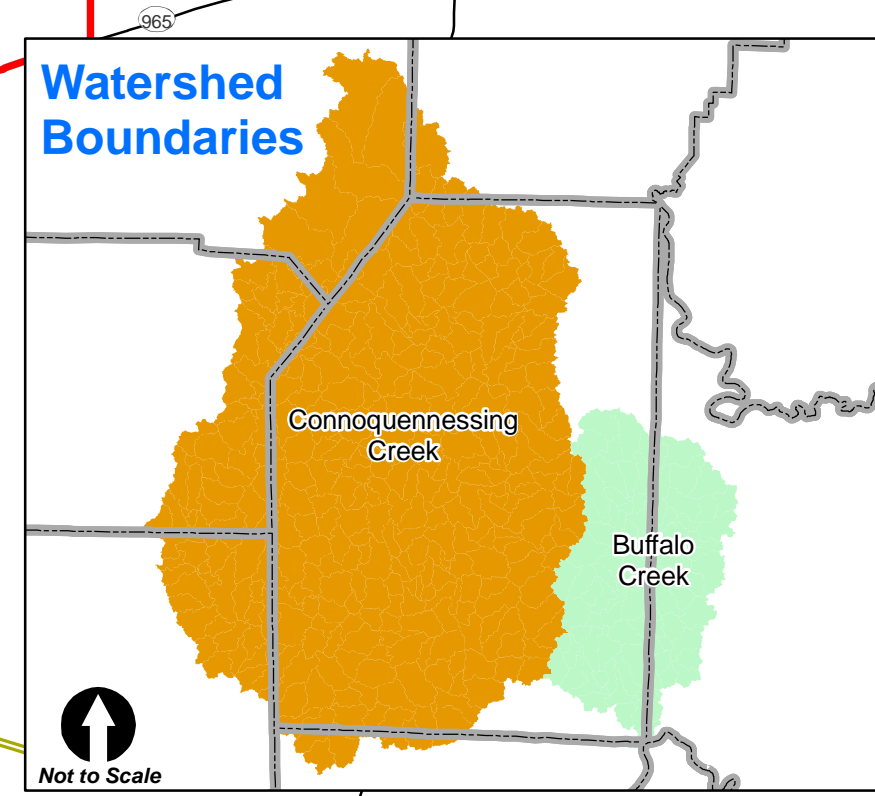 965
Watershed
Boundaries
Connoquennessing
Creek
Buffalo
Creek
Not to Scale